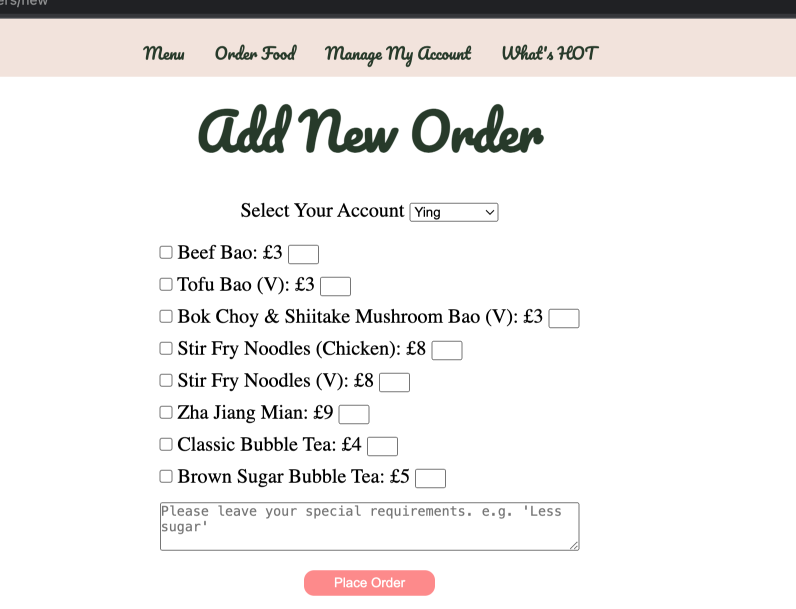 ers/new
Menu Order Food Manage My Account What's HOT
Add New Order
Select Your Account Ying
Beef Bao: £3
Tofu Bao (V): £3
Bok Choy & Shiitake Mushroom Bao (V): £3
Stir Fry Noodles (Chicken): £8
Stir Fry Noodles (V): £8
Zha Jiang Mian: £9
Classic Bubble Tea: £4
Brown Sugar Bubble Tea: £5
Please leave your special requirements. e.g. 'Less
sugar'
Place Order